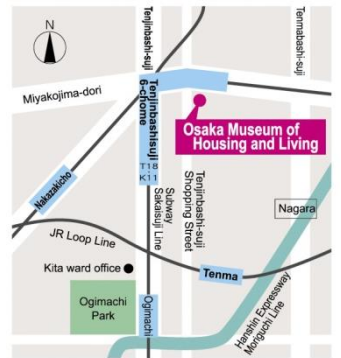 N
Tenjinbashi-suji
Tenmabashi-suji
Miyakojima-dori
Tenjinbashisuji
6-chome
T18
K11
Osaka Museum of
Housing and Living
Nakazakicho
Subway
Sakaisuji Line
Tenjinbashi-suji
Shopping Street
Nagara
JR Loop Line
Kita ward office
Tenma
Ogimachi
Park
Ogimachi
Hanshin Expressway
Moriguchi Line